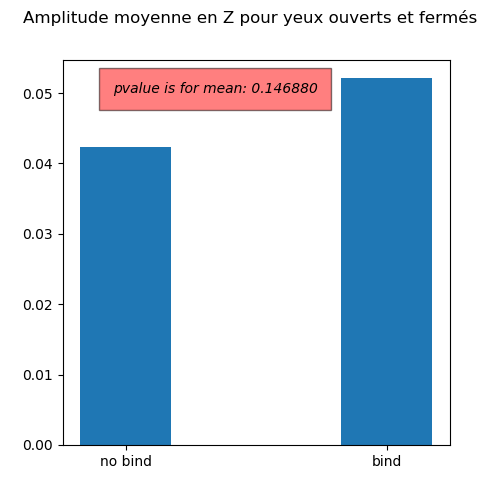 Amplitude moyenne en Z pour yeux ouverts et fermés
pvalue is for mean: 0.146880
0.05
0.04
0.03
0.02
0.01
0.00
no bind
bind